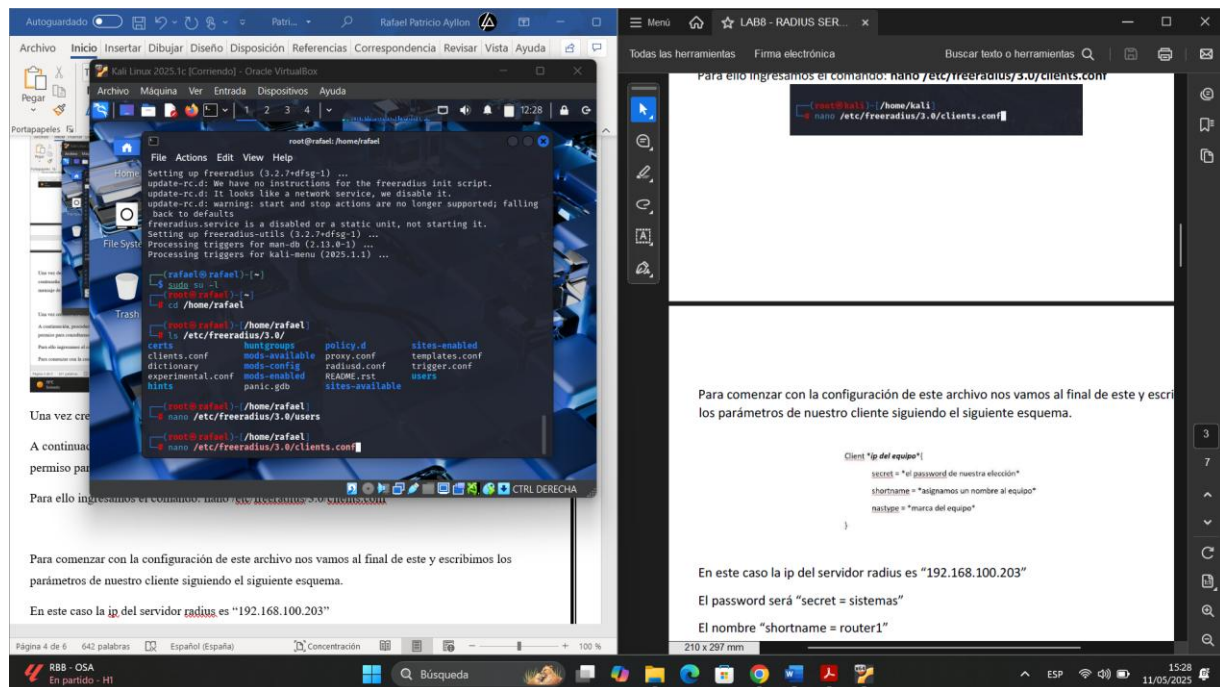 Autoguardado
Patri...
Rafael Patricio Ayllon
Archivo Inicio Insertar Dibujar Diseño Disposición Referencias Correspondencia Revisar Vista Ayuda
Pegar
Portapapeles
Kali Linux 2025.1c [Corriendo] - Oracle VirtualBox
Archivo Máquina Ver Entrada Dispositivos Ayuda
1 2 3 4
12:28
Home
File Syste
Trash
root@rafael: /home/rafael
File Actions Edit View Help
Setting up freeradius (3.2.7+dfsg-1) ...
update-rc.d: We have no instructions for the freeradius init script.
update-rc.d: It looks like a network service, we disable it.
update-rc.d: warning: start and stop actions are no longer supported; falling
back to defaults
freeradius.service is a disabled or a static unit, not starting it.
Setting up freeradius-utils (3.2.7+dfsg-1) ...
Processing triggers for man-db (2.13.0-1) ...
Processing triggers for kali-menu (2025.1.1) ...
(rafael㉿rafael)-[~]
$ sudo su -l
(root㉿rafael)-[~]
# cd /home/rafael
(root㉿rafael)-[/home/rafael]
# ls /etc/freeradius/3.0/
certs huntgroups policy.d sites-enabled
clients.conf mods-available proxy.conf templates.conf
dictionary mods-config radiusd.conf trigger.conf
experimental.conf mods-enabled README.rst users
hints panic.gdb sites-available
(root㉿rafael)-[/home/rafael]
# nano /etc/freeradius/3.0/users
(root㉿rafael)-[/home/rafael]
# nano /etc/freeradius/3.0/clients.conf
CTRL DERECHA
Una vez cre
A continuac
permiso par
Para ello ingresamos el comando: nano /etc/freeradius/3.0/clients.conf
Para comenzar con la configuración de este archivo nos vamos al final de este y escribimos los
parámetros de nuestro cliente siguiendo el siguiente esquema.
En este caso la ip del servidor radius es “192.168.100.203”
Página 4 de 6 642 palabras Español (España) Concentración 100 %
Menú LAB8 - RADIUS SER...
Todas las herramientas Firma electrónica Buscar texto o herramientas
Para ello ingresamos el comando: nano /etc/freeradius/3.0/clients.conf
(root㉿kali)-[/home/kali]
# nano /etc/freeradius/3.0/clients.conf
Para comenzar con la configuración de este archivo nos vamos al final de este y escri
los parámetros de nuestro cliente siguiendo el siguiente esquema.
Client *ip del equipo*{
secret = *el password de nuestra elección*
shortname = *asignamos un nombre al equipo*
nastype = *marca del equipo*
}
En este caso la ip del servidor radius es “192.168.100.203”
El password será “secret = sistemas”
El nombre “shortname = router1”
210 x 297 mm
3
7
RBB - OSA
En partido - H1
Búsqueda
ESP
15:28
11/05/2025